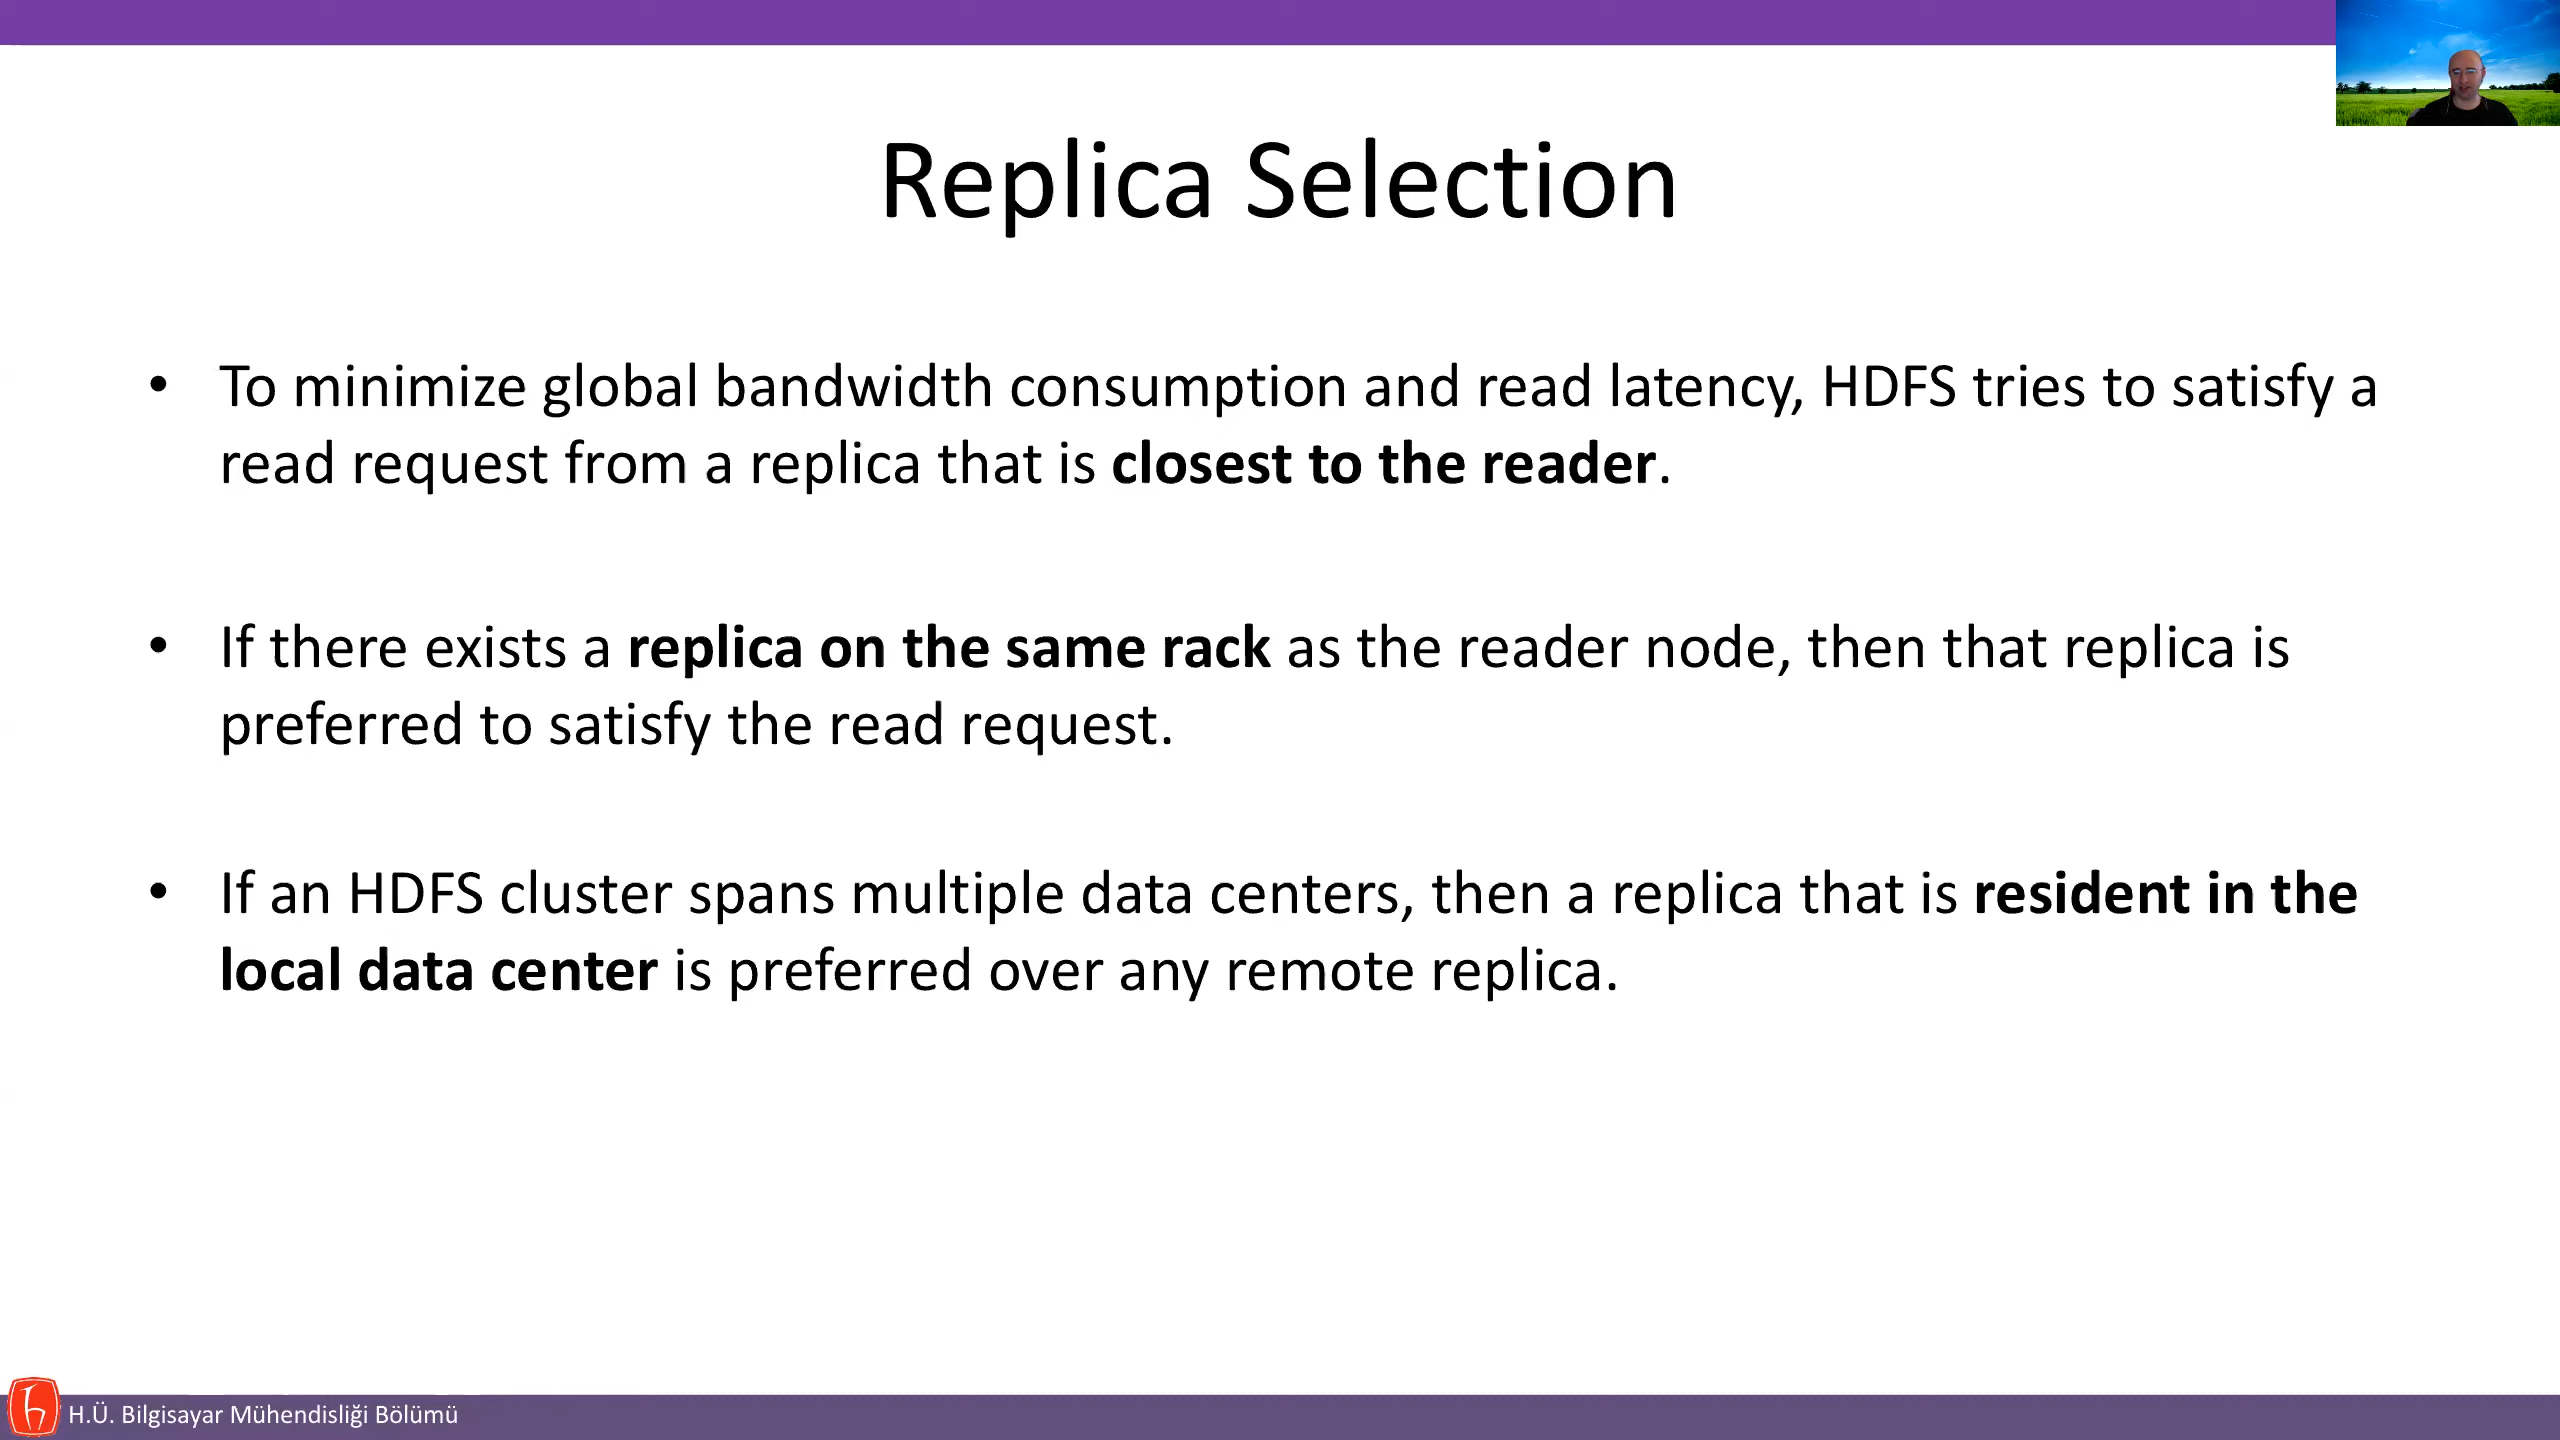 Replica Selection
• To minimize global bandwidth consumption and read latency, HDFS tries to satisfy a
read request from a replica that is closest to the reader.
• If there exists a replica on the same rack as the reader node, then that replica is
preferred to satisfy the read request.
• If an HDFS cluster spans multiple data centers, then a replica that is resident in the
local data center is preferred over any remote replica.
H.Ü. Bilgisayar Mühendisliği Bölümü